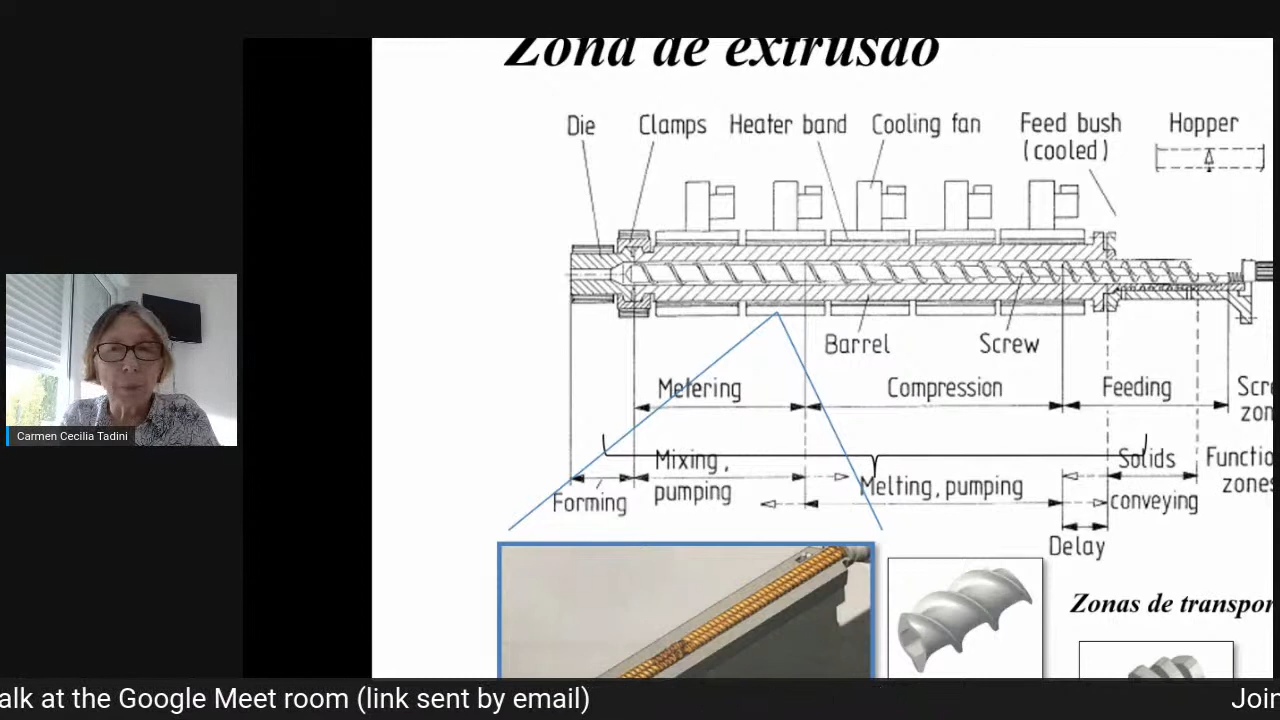 Zona de extrusão
Die Clamps Heater band Cooling fan Feed bush (cooled) Hopper
Barrel Screw
Metering Compression Feeding
Mixing, pumping
Melting, pumping
Solids conveying
Forming
Delay
Zonas de transpor
Carmen Cecilia Tadini
alk at the Google Meet room (link sent by email) Join